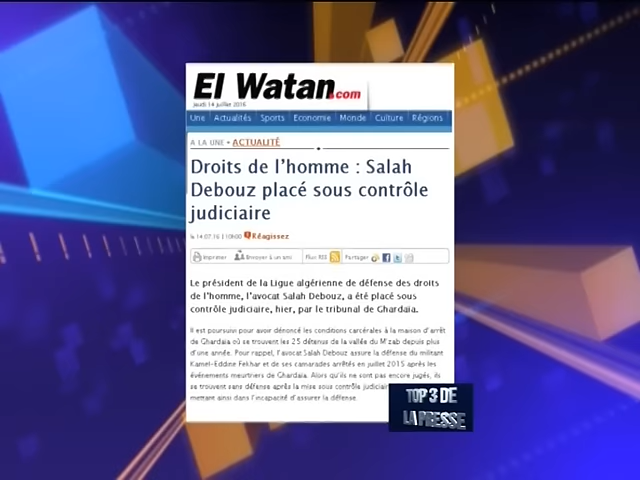 El Watan.com
Jeudi 14 juillet 2016
Une Actualités Sports Economie Monde Culture Régions
A LA UNE • ACTUALITÉ
Droits de l'homme : Salah
Debouz placé sous contrôle
judiciaire
le 14.07.16 | 10h00 Réagissez
Imprimer Envoyer à un ami Flux RSS Partager
Le président de la Ligue algérienne de défense des droits
de l'homme, l'avocat Salah Debouz, a été placé sous
contrôle judiciaire, hier, par le tribunal de Ghardaïa.
Il est poursuivi pour avoir dénoncé les conditions carcérales à la maison d'arrêt
de Ghardaïa où se trouvent les 25 détenus de la vallée du M'zab depuis plus
d'une année. Pour rappel, l'avocat Salah Debouz assure la défense du militant
Kamel-Eddine Fekhar et de ses camarades arrêtés en juillet 2015 après les
événements meurtriers de Ghardaïa. Alors qu'ils ne sont pas encore jugés, ils
se trouvent sans défense après la mise sous contrôle judiciaire
mettant ainsi dans l'incapacité d'assurer la défense.
TOP 3 DE
LA PRESSE